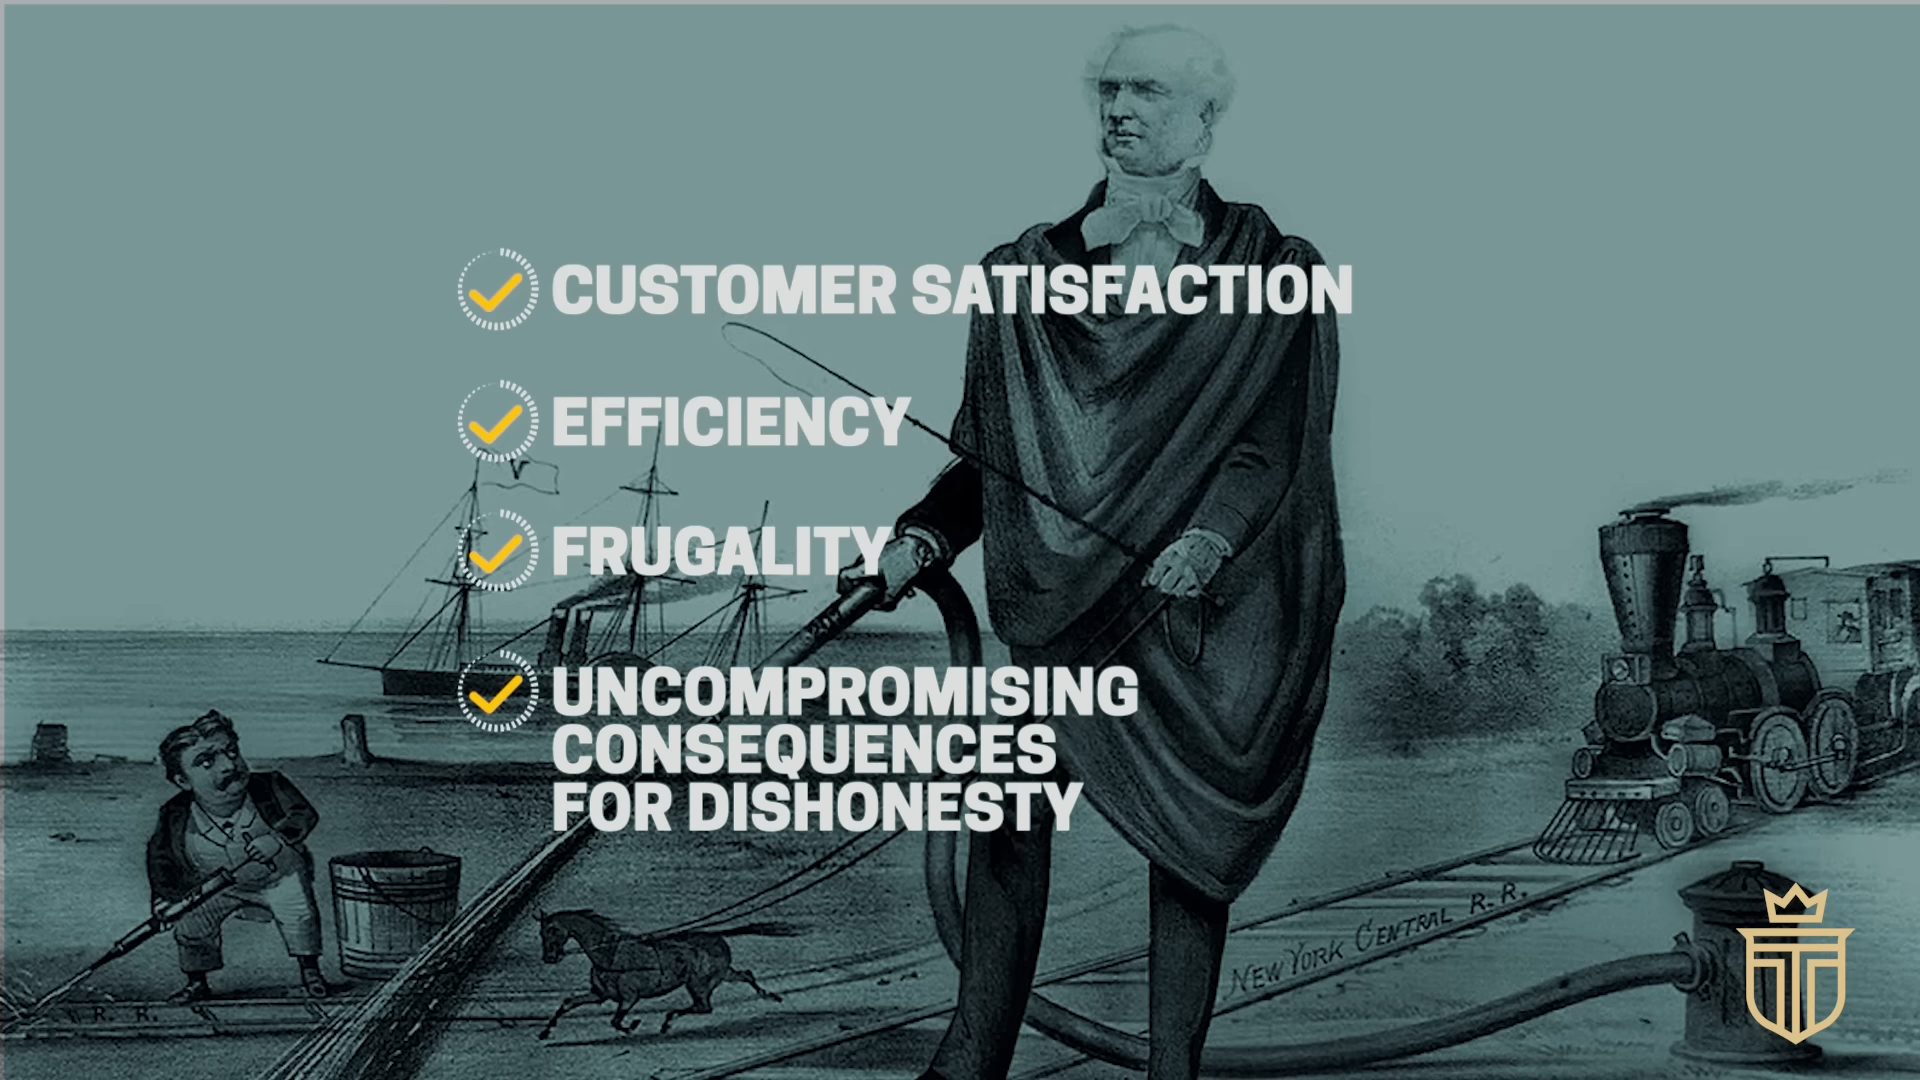 CUSTOMER SATISFACTION
EFFICIENCY
V
FRUGALITY
UNCOMPROMISING
CONSEQUENCES
FOR DISHONESTY
NEW YORK CENTRAL R. R.
R. R.